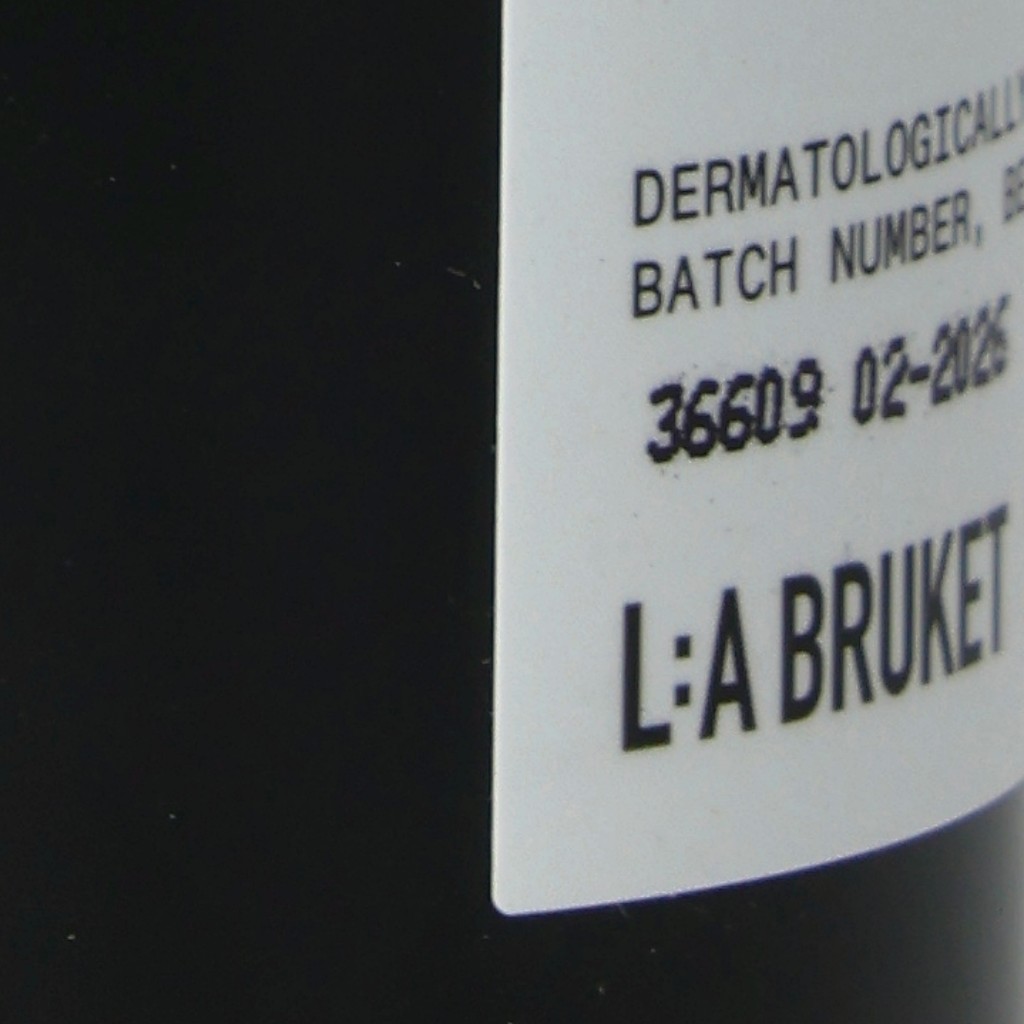 DERMATOLOGICALLY
BATCH NUMBER,
36609 02-2026
L:A BRUKET